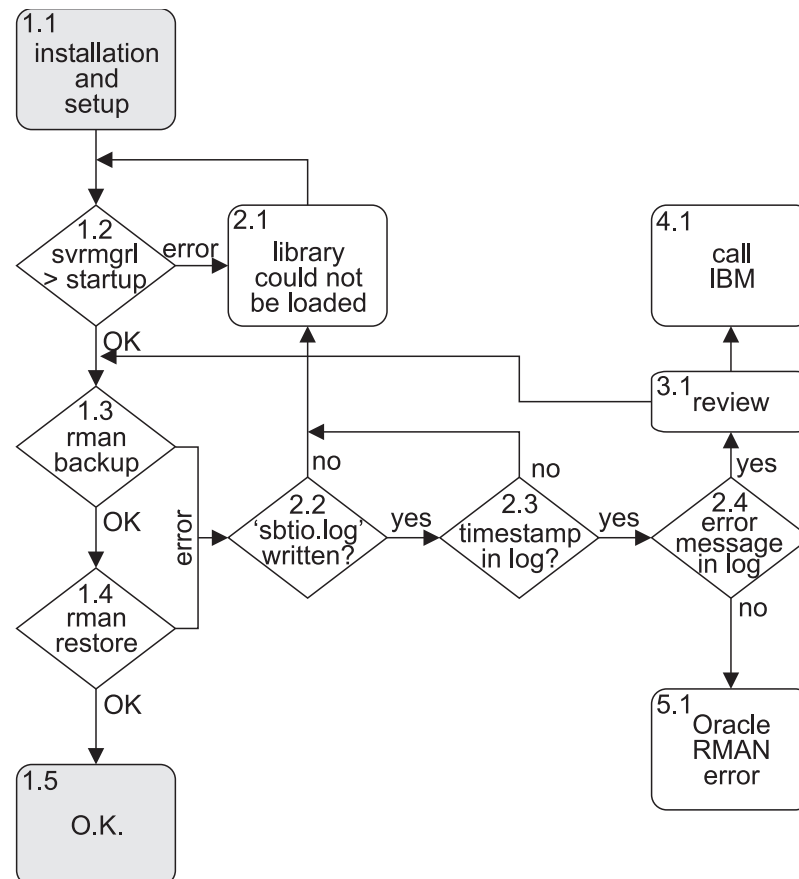 1.1
installation
and
setup
1.2
svrmgrl
> startup
error
2.1
library
could not
be loaded
4.1
call
IBM
OK
3.1
review
1.3
rman
backup
no
no
yes
OK
error
2.2
'sbtio.log'
written?
yes
2.3
timestamp
in log?
yes
2.4
error
message
in log
1.4
rman
restore
no
OK
5.1
Oracle
RMAN
error
1.5
O.K.